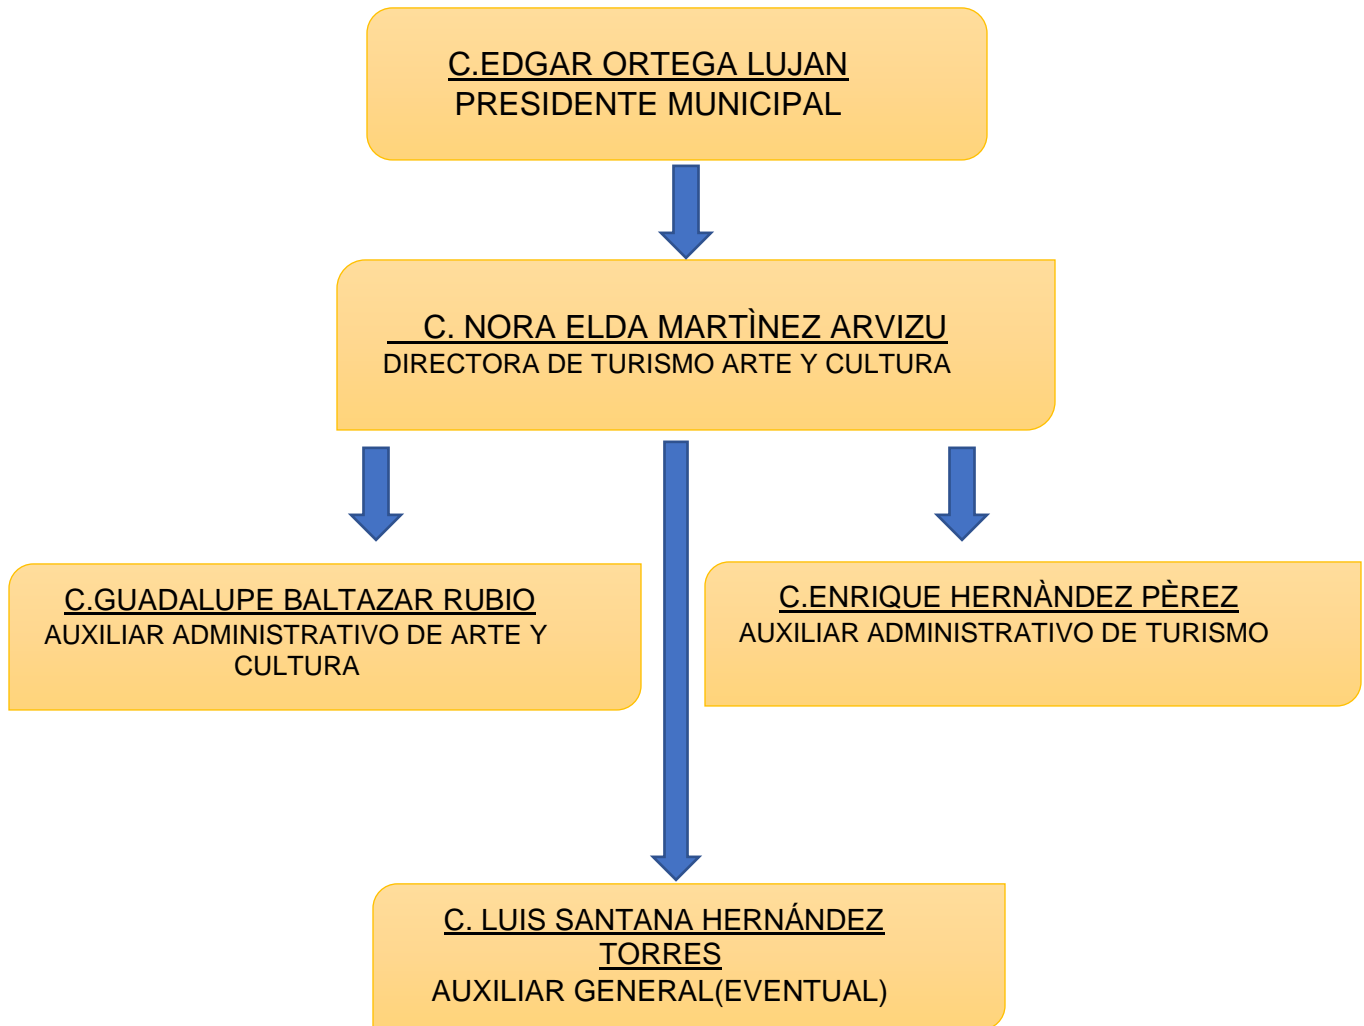 C.EDGAR ORTEGA LUJAN
PRESIDENTE MUNICIPAL
C. NORA ELDA MARTÌNEZ ARVIZU
DIRECTORA DE TURISMO ARTE Y CULTURA
C.GUADALUPE BALTAZAR RUBIO
AUXILIAR ADMINISTRATIVO DE ARTE Y
CULTURA
C.ENRIQUE HERNÀNDEZ PÈREZ
AUXILIAR ADMINISTRATIVO DE TURISMO
C. LUIS SANTANA HERNÁNDEZ
TORRES
AUXILIAR GENERAL(EVENTUAL)